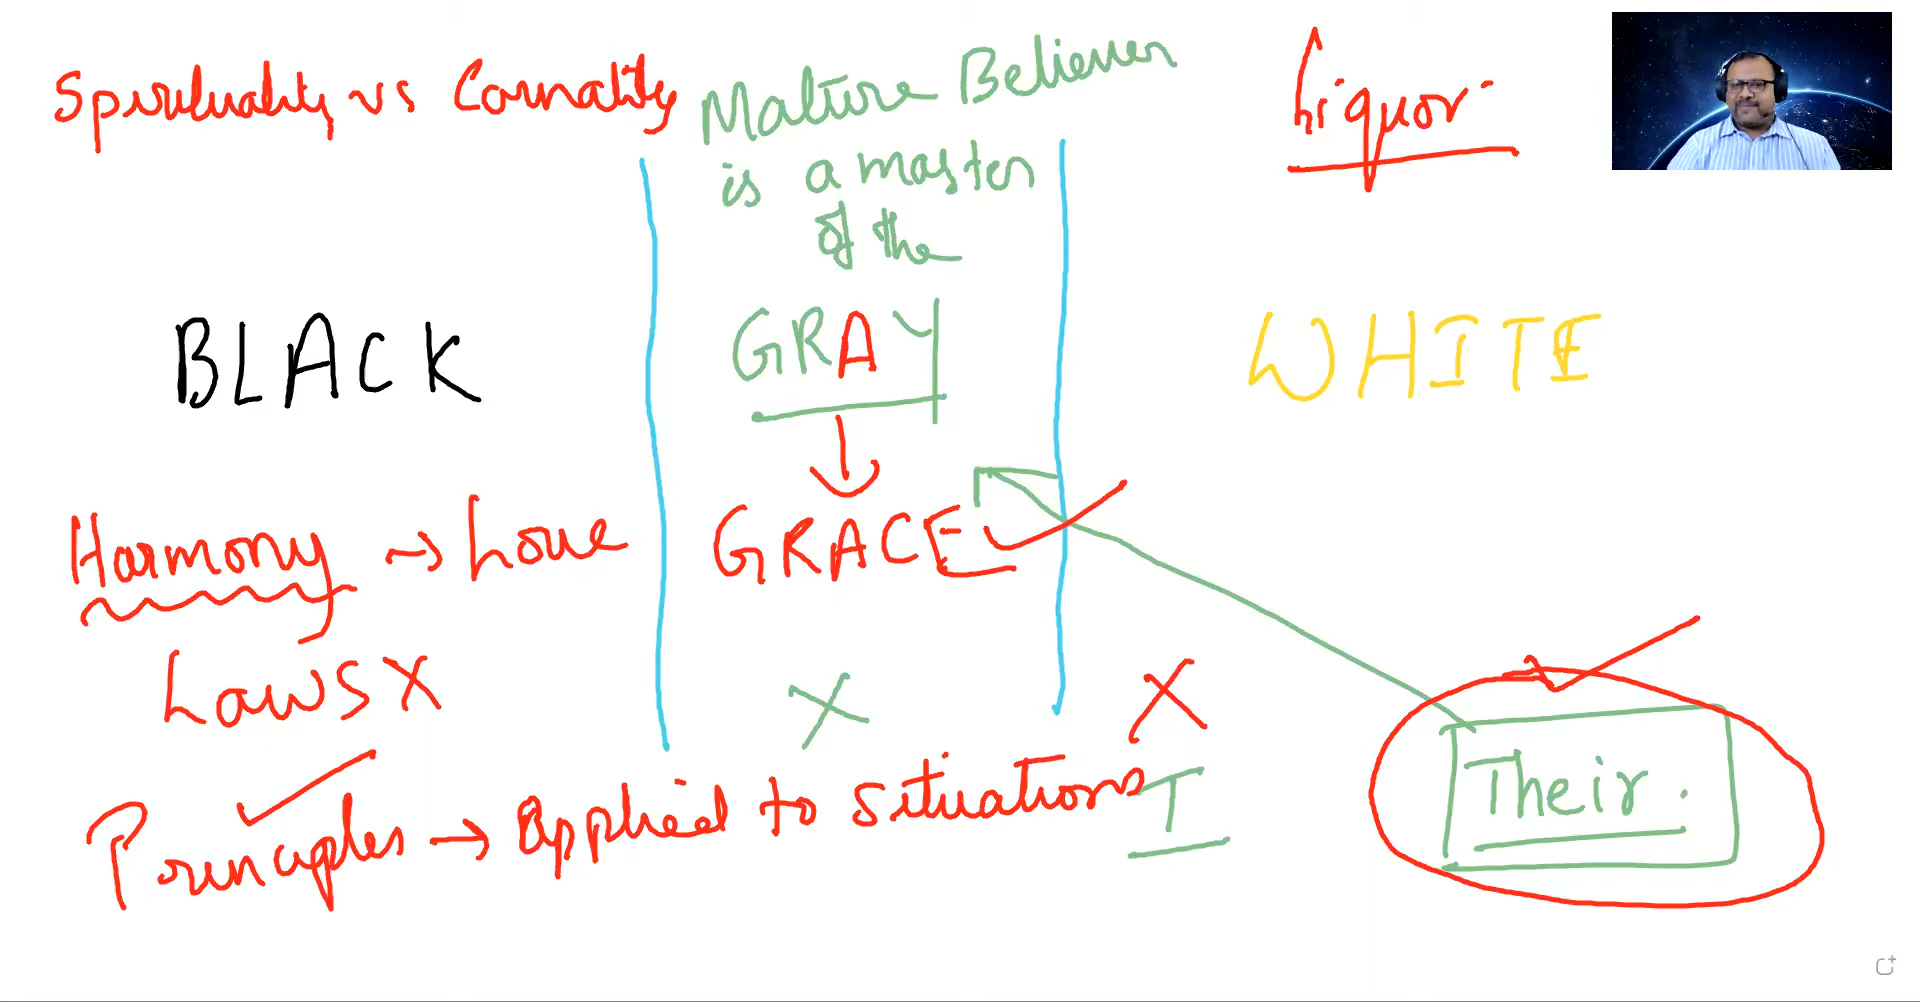 Spirituality vs Carnality
Mature Believer
is a master
of the
Liquor
BLACK
GRAY
WHITE
Harmony → Love
GRACE
Laws X
X
X
Principles → applied to situations
I
Their.